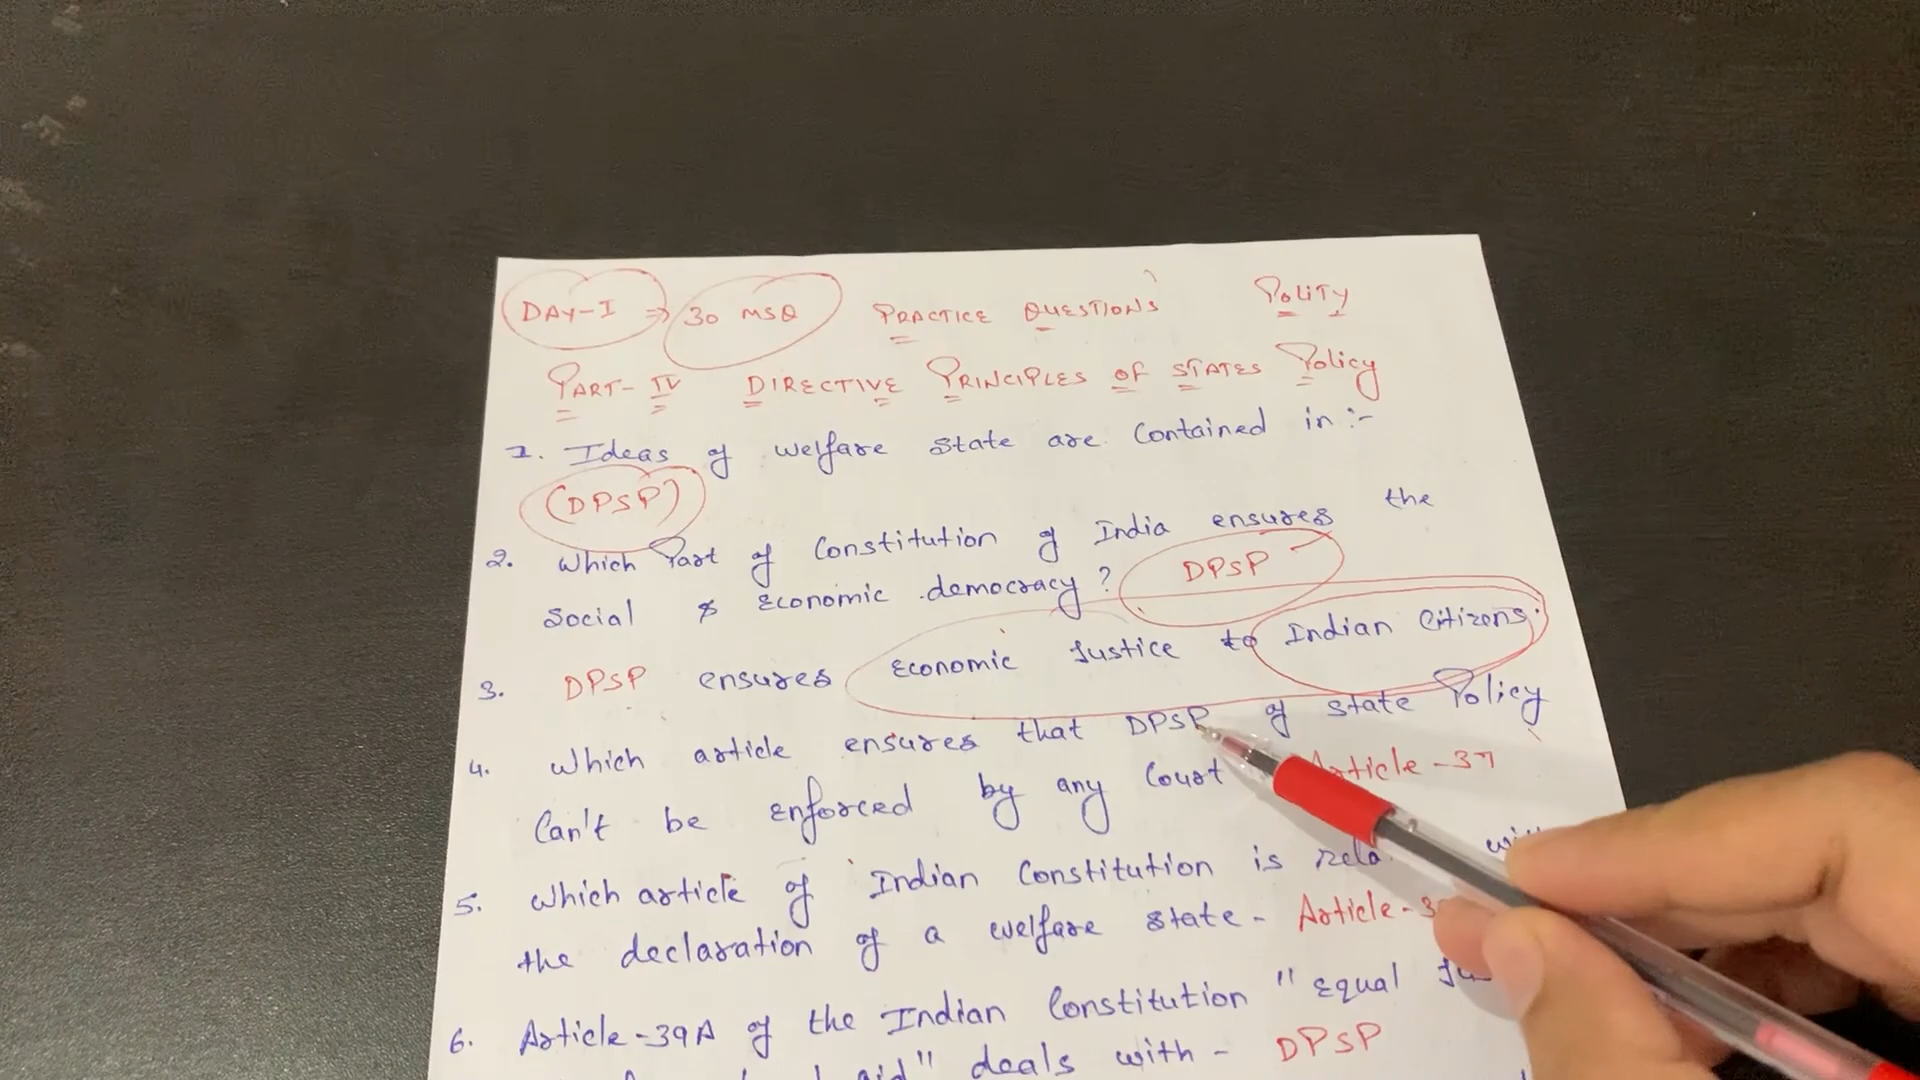 DAY-I ⇒ 30 MSQ PRACTICE QUESTIONS POLITY
PART-IV DIRECTIVE PRINCIPLES OF STATES POLICY
1. Ideas of welfare state are contained in :-
(DPSP)
2. Which Part of Constitution of India ensures the
social & Economic democracy? DPSP
3. DPSP ensures Economic Justice to Indian Citizens.
4. Which article ensures that DPSP of state Policy
Can't be enforced by any Court Article-37
5. Which article of Indian Constitution is with
the declaration of a welfare state - Article-
6. Article-39A of the Indian Constitution "Equal
aid" deals with - DPSP